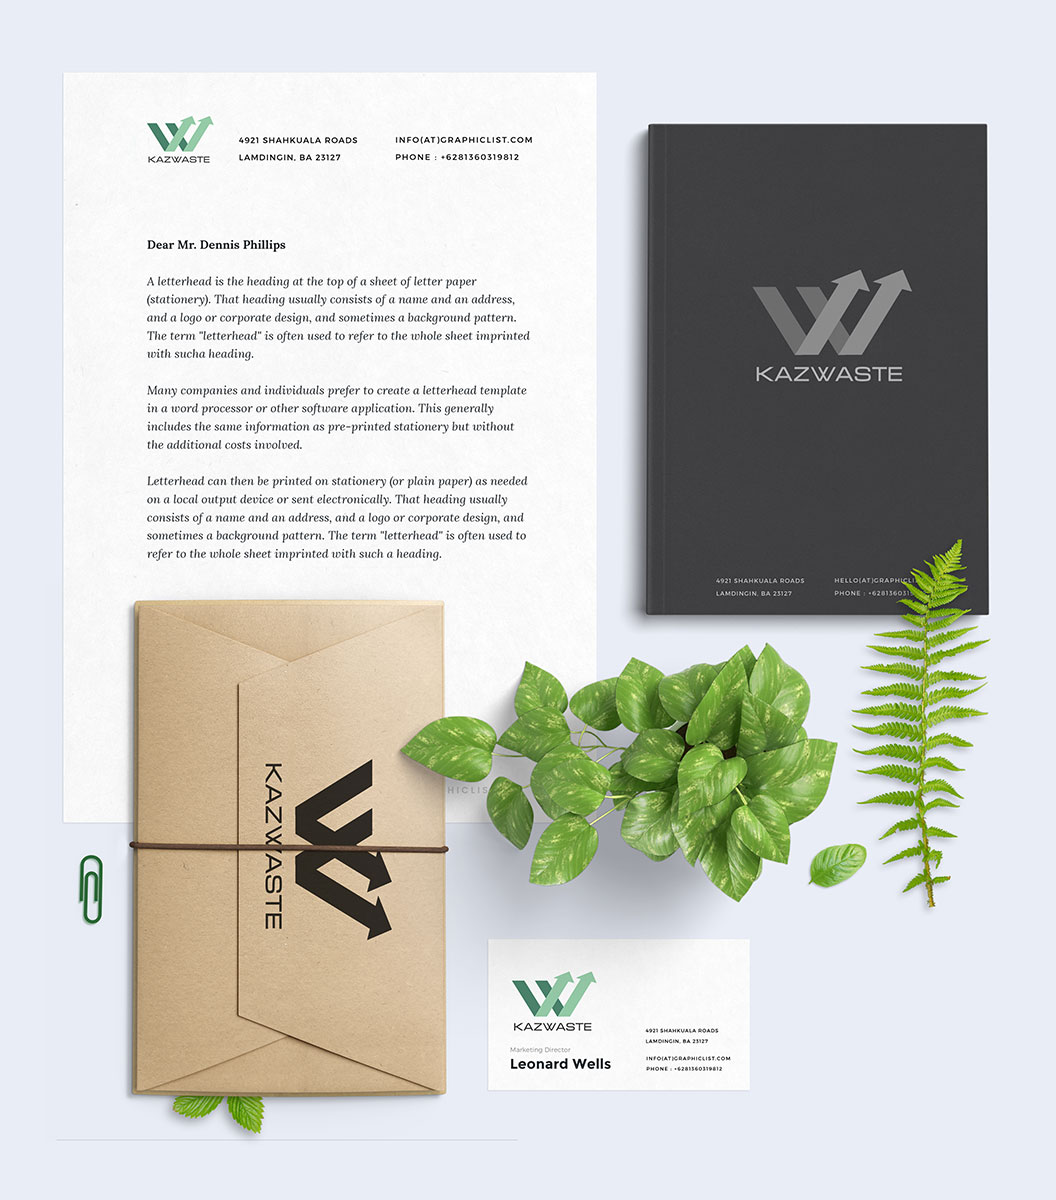 KAZWASTE
4921 SHAHKUALA ROADS
LAMDINGIN, BA 23127
INFO(AT)GRAPHICLIST.COM
PHONE : +6281360319812
Dear Mr. Dennis Phillips
A letterhead is the heading at the top of a sheet of letter paper
(stationery). That heading usually consists of a name and an address,
and a logo or corporate design, and sometimes a background pattern.
The term "letterhead" is often used to refer to the whole sheet imprinted
with sucha heading.
Many companies and individuals prefer to create a letterhead template
in a word processor or other software application. This generally
includes the same information as pre-printed stationery but without
the additional costs involved.
Letterhead can then be printed on stationery (or plain paper) as needed
on a local output device or sent electronically. That heading usually
consists of a name and an address, and a logo or corporate design, and
sometimes a background pattern. The term "letterhead" is often used to
refer to the whole sheet imprinted with such a heading.
KAZWASTE
4921 SHAHKUALA ROADS
LAMDINGIN, BA 23127
HELLO(AT)GRAPHICLI
PHONE : +628136031
KAZWASTE
KAZWASTE
Marketing Director
Leonard Wells
4921 SHAHKUALA ROADS
LAMDINGIN, BA 23127
INFO(AT)GRAPHICLIST.COM
PHONE : +6281360319812